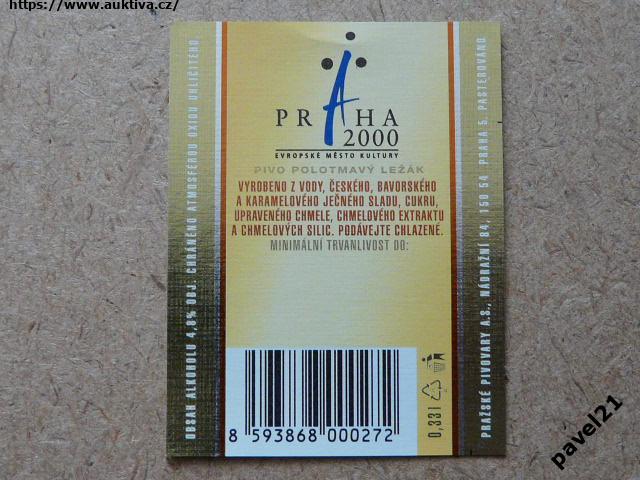 https://www.auktiva.cz/
PRAHA
2000
EVROPSKÉ MĚSTO KULTURY
PIVO POLOTMAVÝ LEŽÁK
VYROBENO Z VODY, ČESKÉHO, BAVORSKÉHO
A KARAMELOVÉHO JEČNÉHO SLADU, CUKRU,
UPRAVENÉHO CHMELE, CHMELOVÉHO EXTRAKTU
A CHMELOVÝCH SILIC. PODÁVEJTE CHLAZENÉ.
MINIMÁLNÍ TRVANLIVOST DO:
8 593868 000272
0,33 l
OBSAH ALKOHOLU 4,8% OBJ. CHRÁNĚNO ATMOSFÉROU OXIDU UHLIČITÉHO
PRAŽSKÉ PIVOVARY A.S., NÁDRAŽNÍ 84, 150 54 PRAHA 5. PASTEROVÁNO.
pavel21